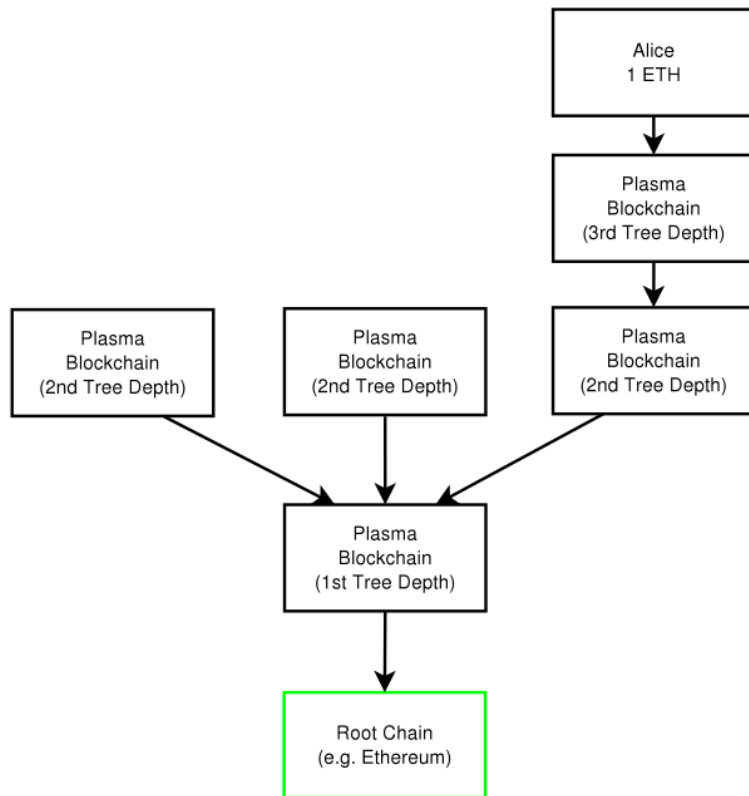 Alice
1 ETH
Plasma
Blockchain
(3rd Tree Depth)
Plasma
Blockchain
(2nd Tree Depth)
Plasma
Blockchain
(2nd Tree Depth)
Plasma
Blockchain
(2nd Tree Depth)
Plasma
Blockchain
(1st Tree Depth)
Root Chain
(e.g. Ethereum)